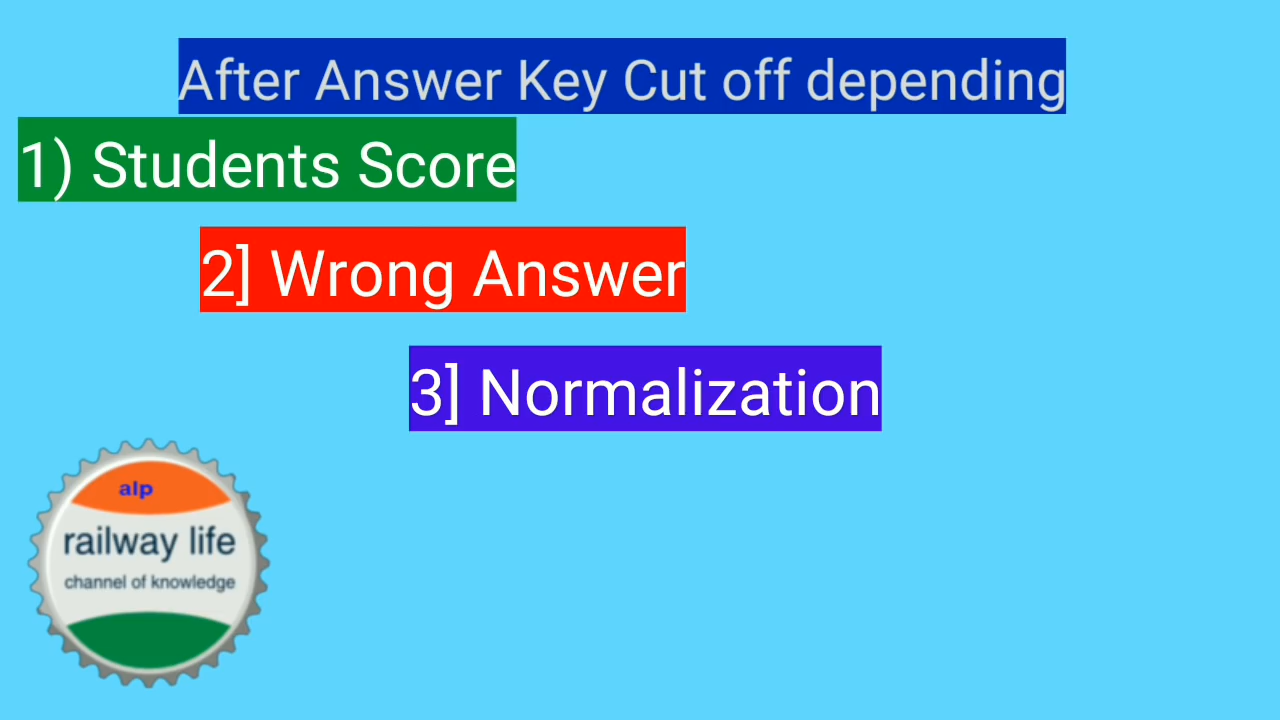 After Answer Key Cut off depending
1) Students Score
2] Wrong Answer
3] Normalization
alp
railway life
channel of knowledge